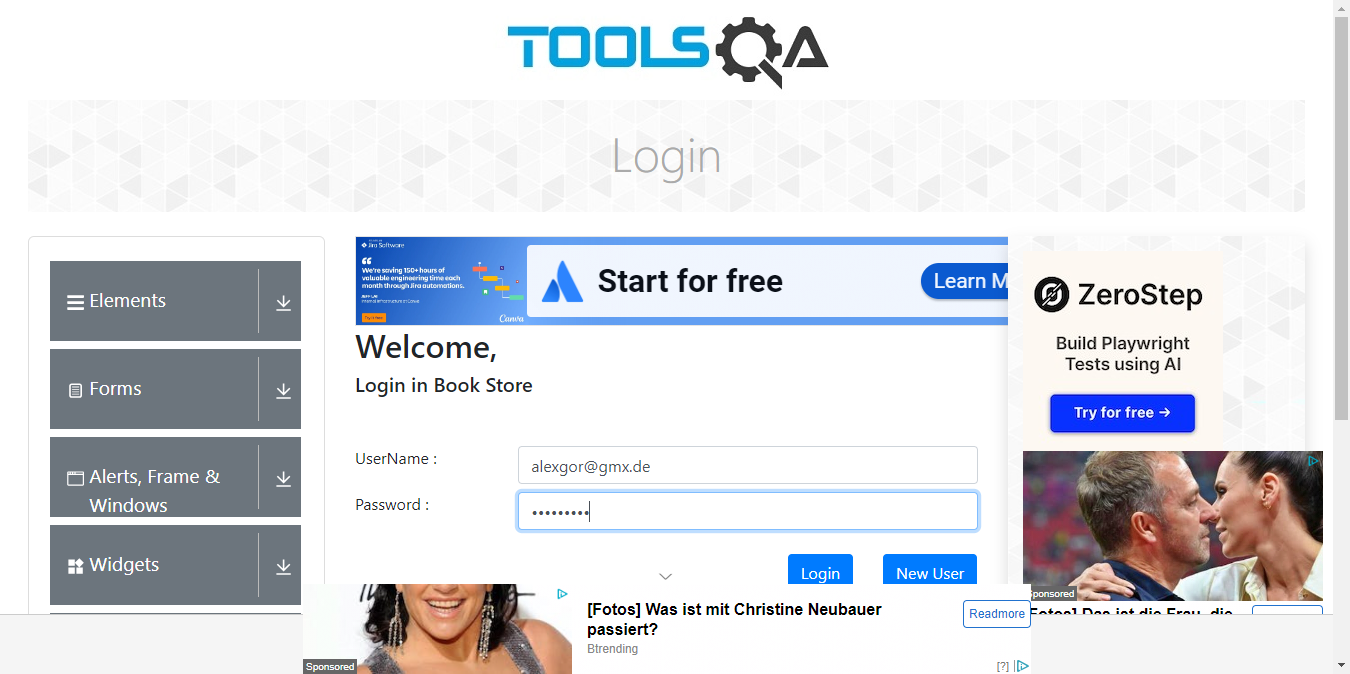 TOOLSQA
Login
Elements
Forms
Alerts, Frame &
Windows
Widgets
Jira Software
We're saving 150+ hours of
valuable engineering time each
month through Jira automations.
Canva
Start for free
Learn M
Welcome,
Login in Book Store
UserName :
alexgor@gmx.de
Password :
•••••••••
Login
New User
ZeroStep
Build Playwright
Tests using AI
Try for free →
Sponsored
[Fotos] Das ist die Frau, die
Sponsored
[Fotos] Was ist mit Christine Neubauer
passiert?
Btrending
Readmore
[?]